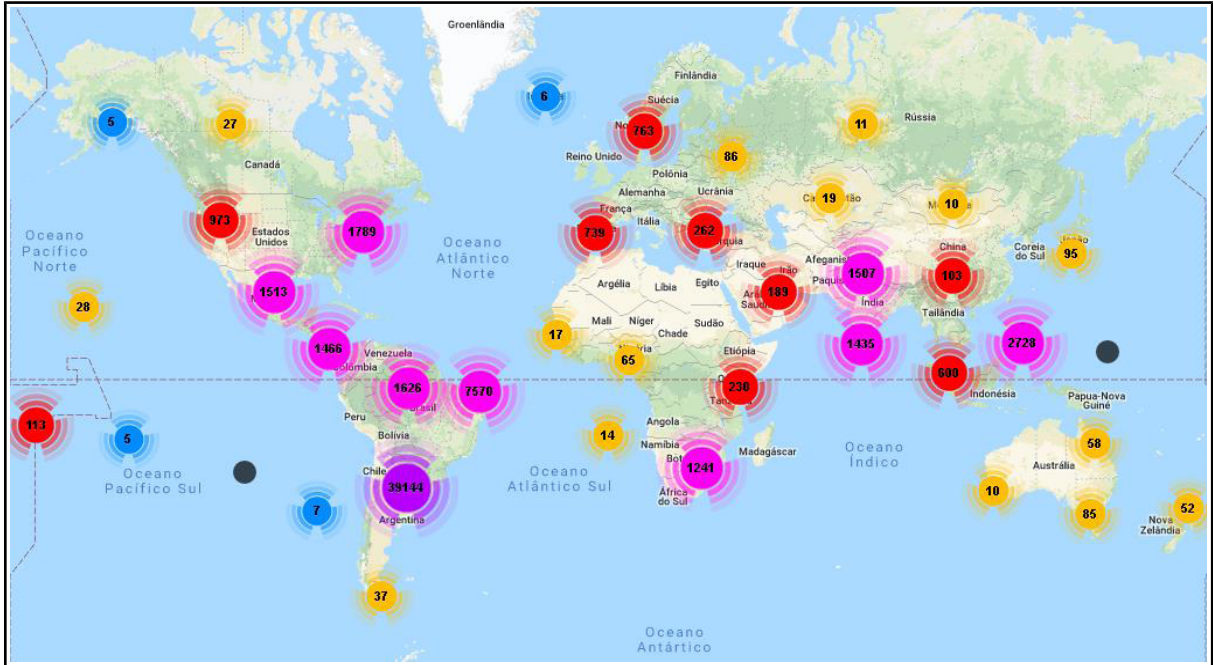 Groenlândia
Finlândia
6
Suécia
5
27
11
Rússia
763
Reino Unido
86
Canadá
Polónia
Alemanha
Ucrânia
19
10
França
973
Estados
Unidos
1789
Itália
739
262
China
Coreia
do Sul
95
Oceano
Pacífico
Norte
Oceano
Atlântico
Norte
Iraque
Irão
1507
103
1513
Argélia
Líbia
Egito
189
Índia
28
Mali
Níger
Chade
Sudão
Tailândia
17
1466
Venezuela
65
Etiópia
1435
2728
600
1626
7570
230
Indonésia
Papua-Nova
Guiné
Peru
113
5
Bolívia
14
Angola
58
Namíbia
Madagáscar
Oceano
Índico
Austrália
Oceano
Pacífico Sul
Chile
Oceano
Atlântico Sul
1241
39144
África
do Sul
10
7
Argentina
85
52
Nova
Zelândia
37
Oceano
Antártico